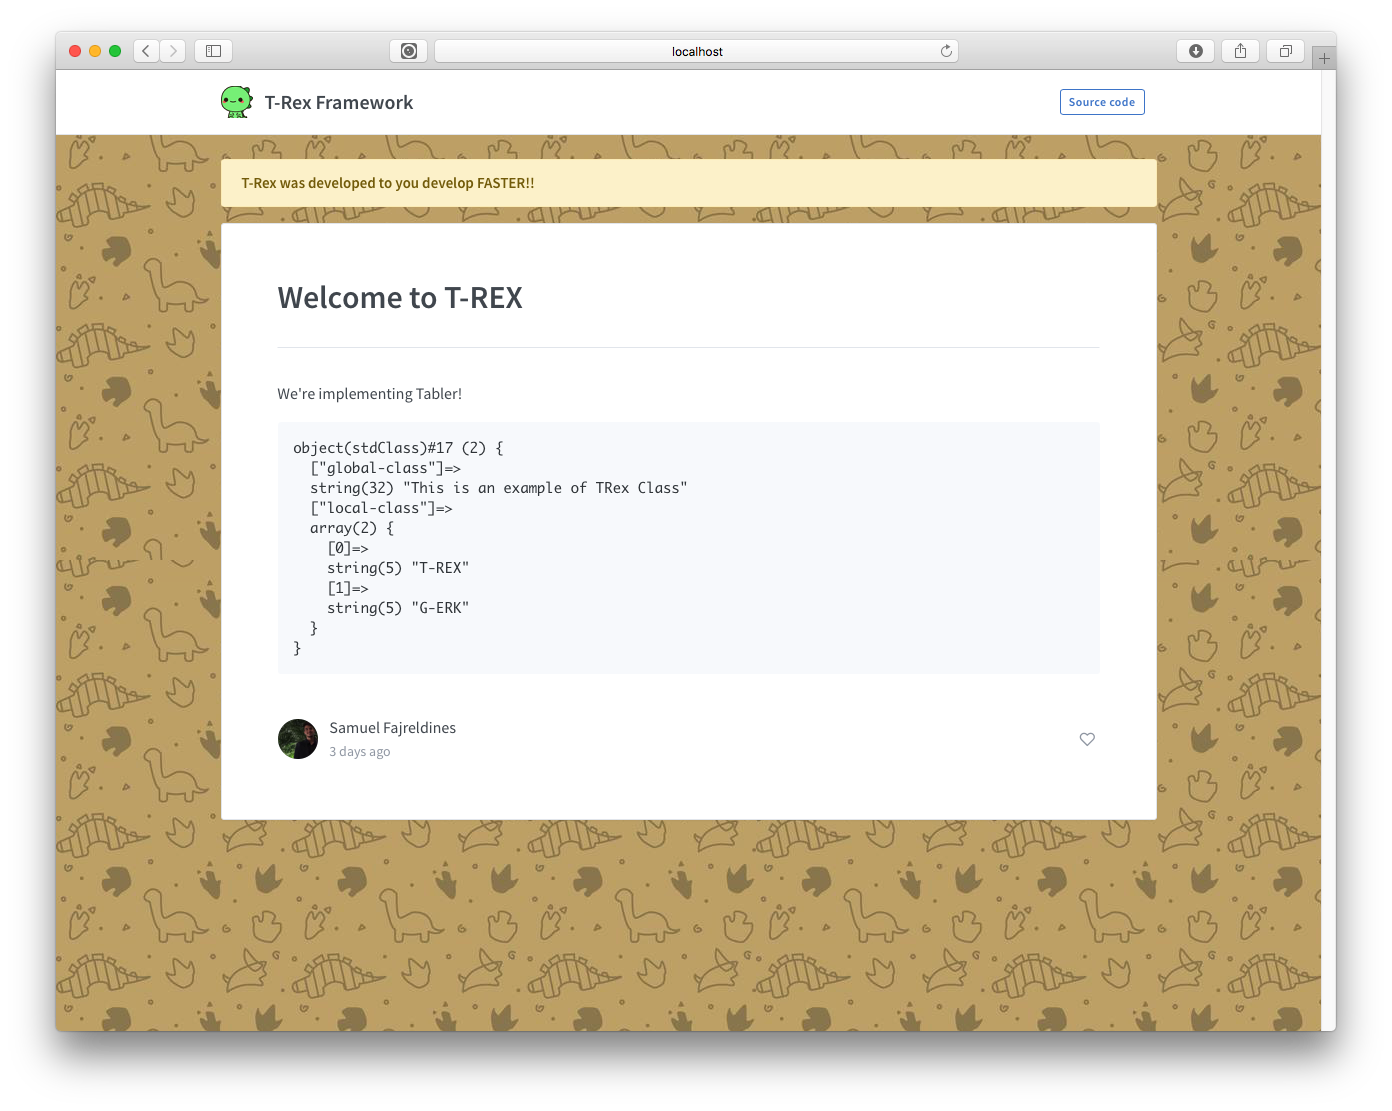 localhost
T-Rex Framework
Source code
T-Rex was developed to you develop FASTER!!
Welcome to T-REX
We're implementing Tabler!
object(stdClass)#17 (2) {
  ["global-class"]=>
  string(32) "This is an example of TRex Class"
  ["local-class"]=>
  array(2) {
    [0]=>
    string(5) "T-REX"
    [1]=>
    string(5) "G-ERK"
  }
}
Samuel Fajreldines
3 days ago